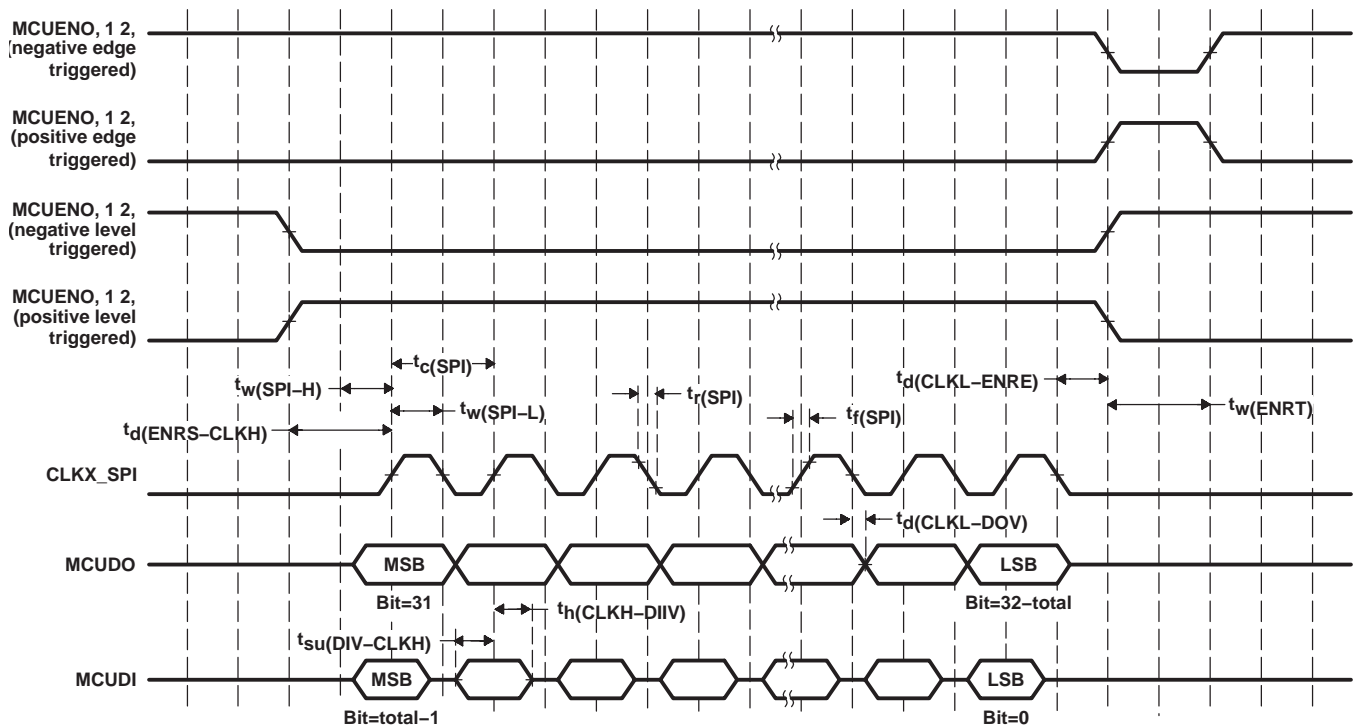 MCUENO, 1 2,
(negative edge
triggered)
MCUENO, 1 2,
(positive edge
triggered)
MCUENO, 1 2,
(negative level
triggered)
MCUENO, 1 2,
(positive level
triggered)
tc(SPI)
tw(SPI–H)
tr(SPI)
td(CLKL–ENRE)
tw(SPI–L)
tf(SPI)
tw(ENRT)
td(ENRS–CLKH)
CLKX_SPI
td(CLKL–DOV)
MCUDO
MSB
LSB
Bit=31
Bit=32–total
th(CLKH–DIIV)
tsu(DIV–CLKH)
MCUDI
MSB
LSB
Bit=total–1
Bit=0